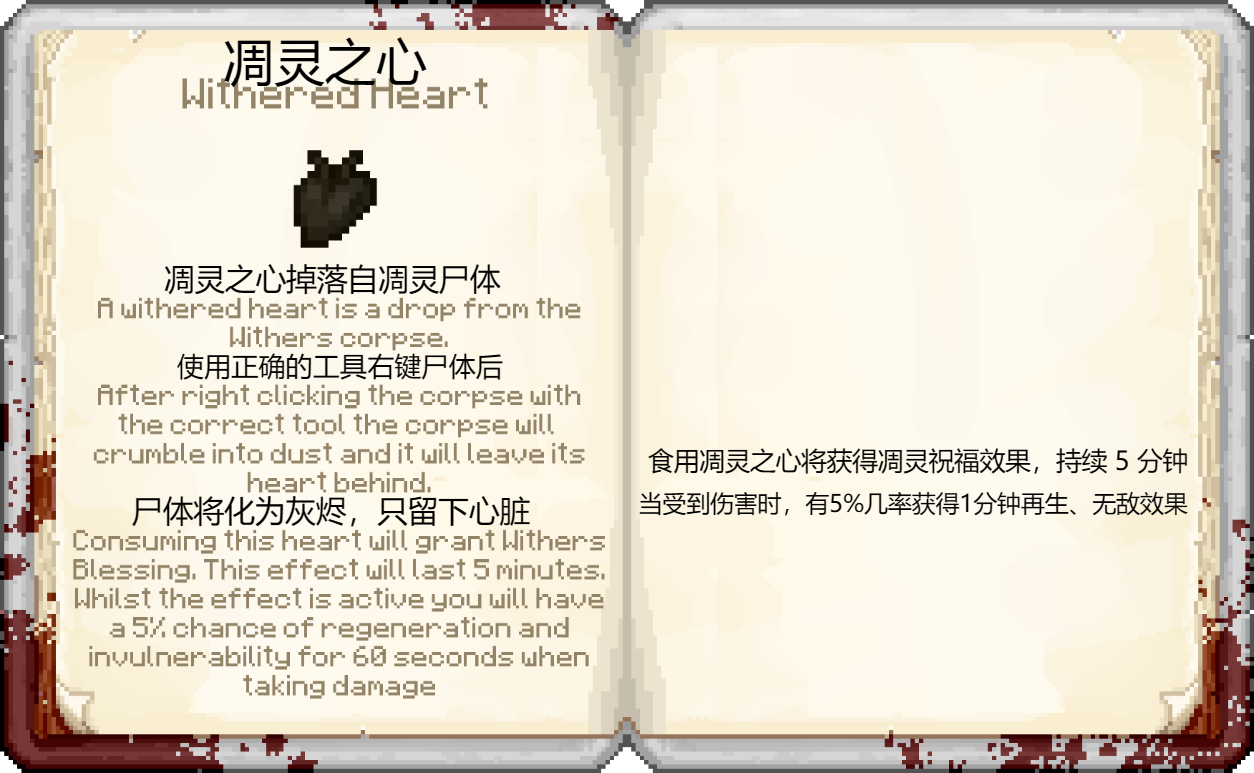 凋灵之心
Withered Heart
凋灵之心掉落自凋灵尸体
A withered heart is a drop from the
Withers corpse.
使用正确的工具右键尸体后
After right clicking the corpse with
the correct tool the corpse will
crumble into dust and it will leave its
heart behind.
尸体将化为灰烬，只留下心脏
Consuming this heart will grant Withers
Blessing. This effect will last 5 minutes.
Whilst the effect is active you will have
a 5% chance of regeneration and
invulnerability for 60 seconds when
taking damage
食用凋灵之心将获得凋灵祝福效果，持续 5 分钟
当受到伤害时，有5%几率获得1分钟再生、无敌效果